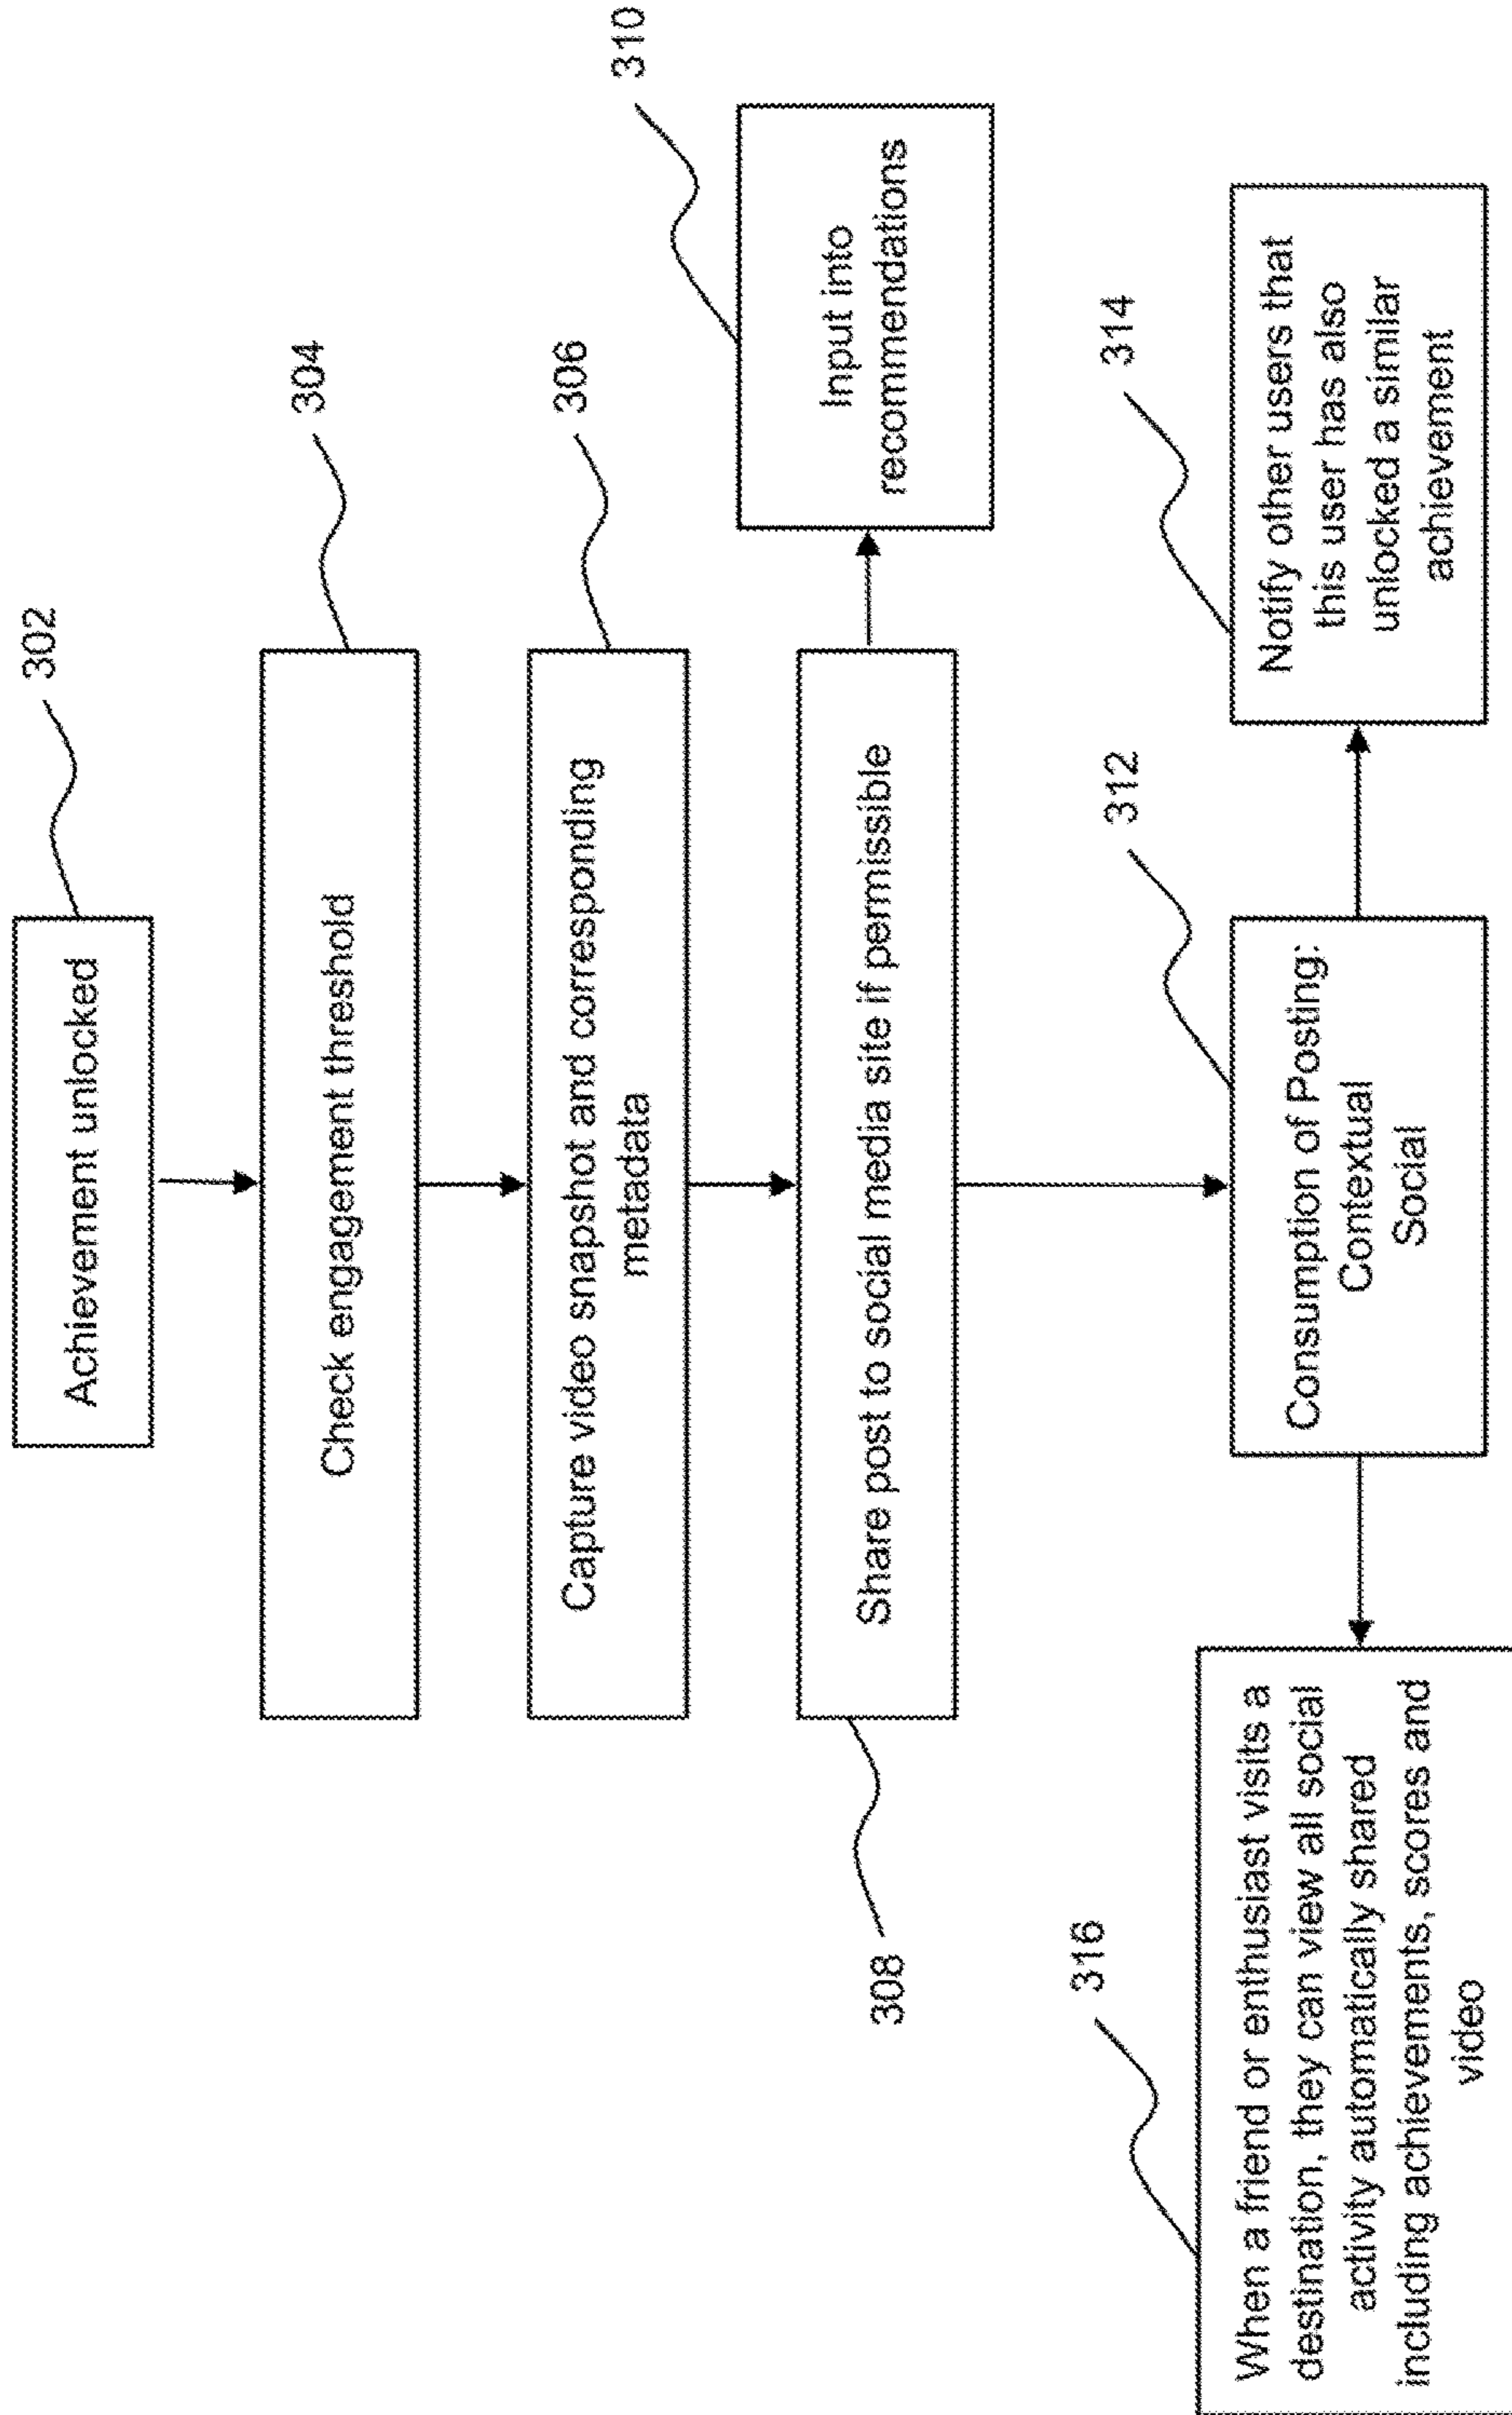 302
Achievement unlocked
304
Check engagement threshold
306
Capture video snapshot and corresponding
metadata
310
308
Share post to social media site if permissible
Input into
recommendations
312
314
316
When a friend or enthusiast visits a
destination, they can view all social
activity automatically shared
including achievements, scores and
video
Consumption of Posting:
Contextual
Social
Notify other users that
this user has also
unlocked a similar
achievement